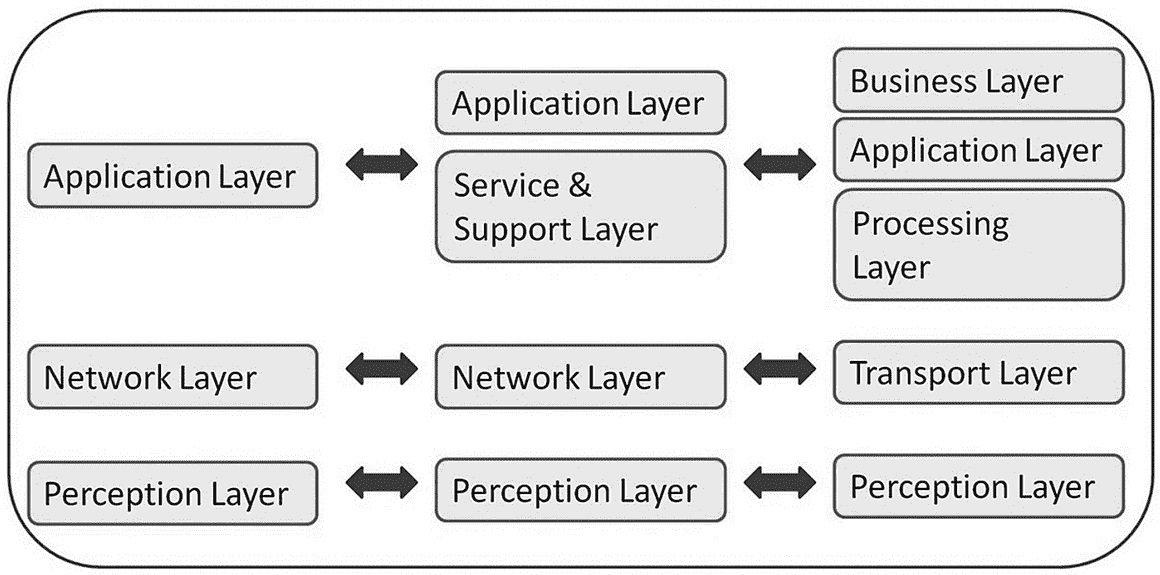 Application Layer
Network Layer
Perception Layer
Application Layer
Service &
Support Layer
Network Layer
Perception Layer
Business Layer
Application Layer
Processing
Layer
Transport Layer
Perception Layer